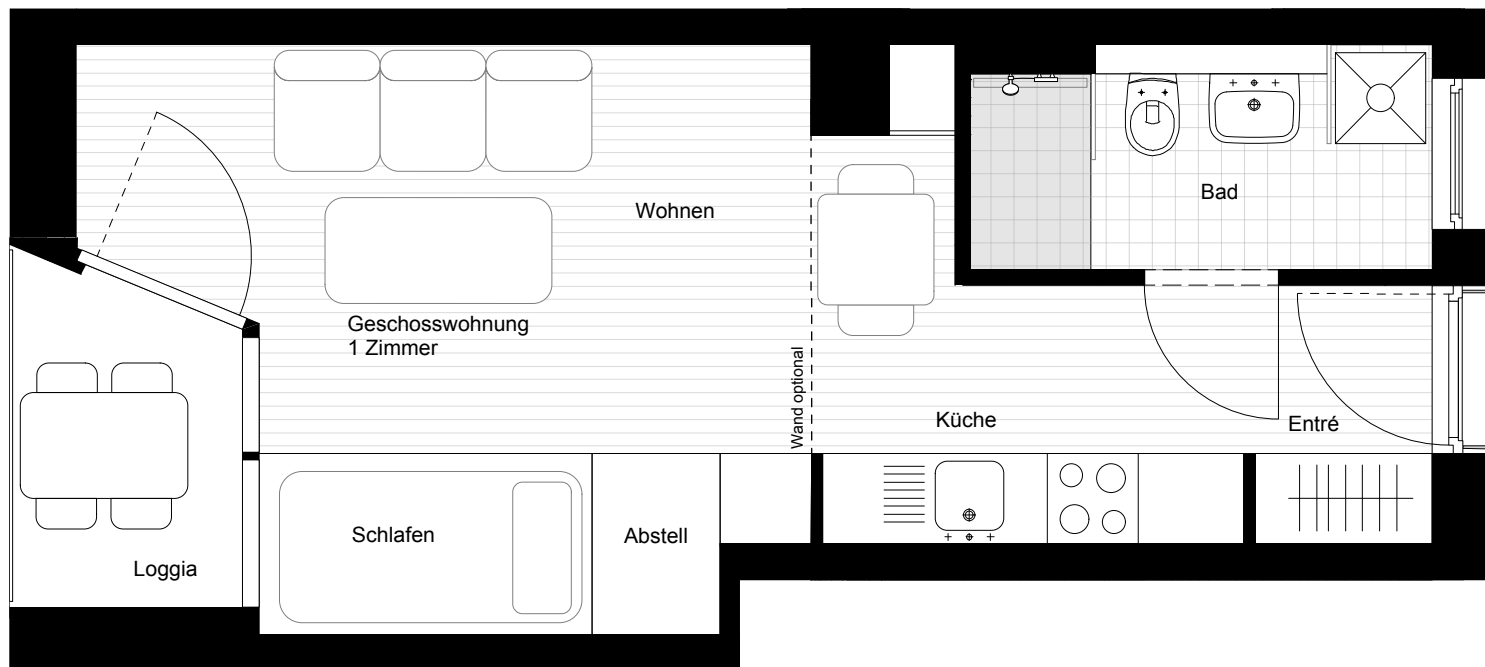 Bad
Wohnen
Geschosswohnung
1 Zimmer
Wand optional
Küche
Entré
Schlafen
Abstell
Loggia